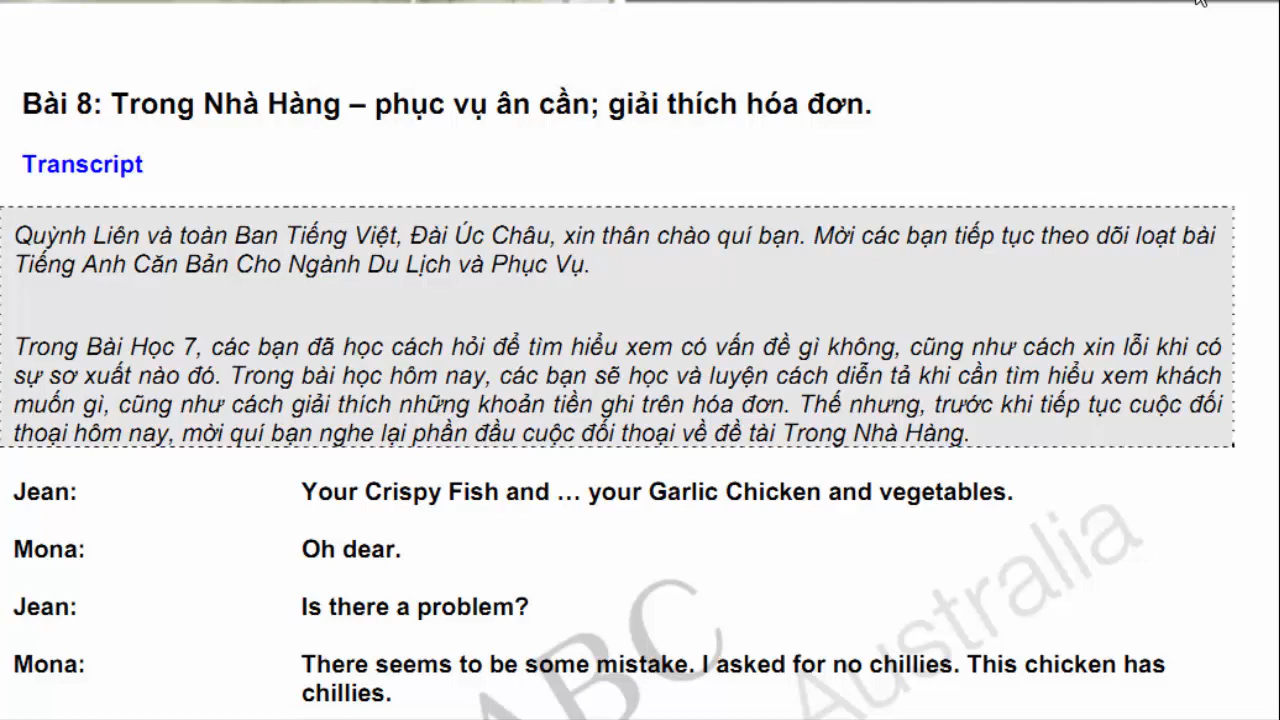 Bài 8: Trong Nhà Hàng – phục vụ ân cần; giải thích hóa đơn.
Transcript
Quỳnh Liên và toàn Ban Tiếng Việt, Đài Úc Châu, xin thân chào quí bạn. Mời các bạn tiếp tục theo dõi loạt bài
Tiếng Anh Căn Bản Cho Ngành Du Lịch và Phục Vụ.
Trong Bài Học 7, các bạn đã học cách hỏi để tìm hiểu xem có vấn đề gì không, cũng như cách xin lỗi khi có
sự sơ xuất nào đó. Trong bài học hôm nay, các bạn sẽ học và luyện cách diễn tả khi cần tìm hiểu xem khách
muốn gì, cũng như cách giải thích những khoản tiền ghi trên hóa đơn. Thế nhưng, trước khi tiếp tục cuộc đối
thoại hôm nay, mời quí bạn nghe lại phần đầu cuộc đối thoại về đề tài Trong Nhà Hàng.
Jean: Your Crispy Fish and … your Garlic Chicken and vegetables.
Mona: Oh dear.
Jean: Is there a problem?
Mona: There seems to be some mistake. I asked for no chillies. This chicken has
chillies.
ABC
Australia